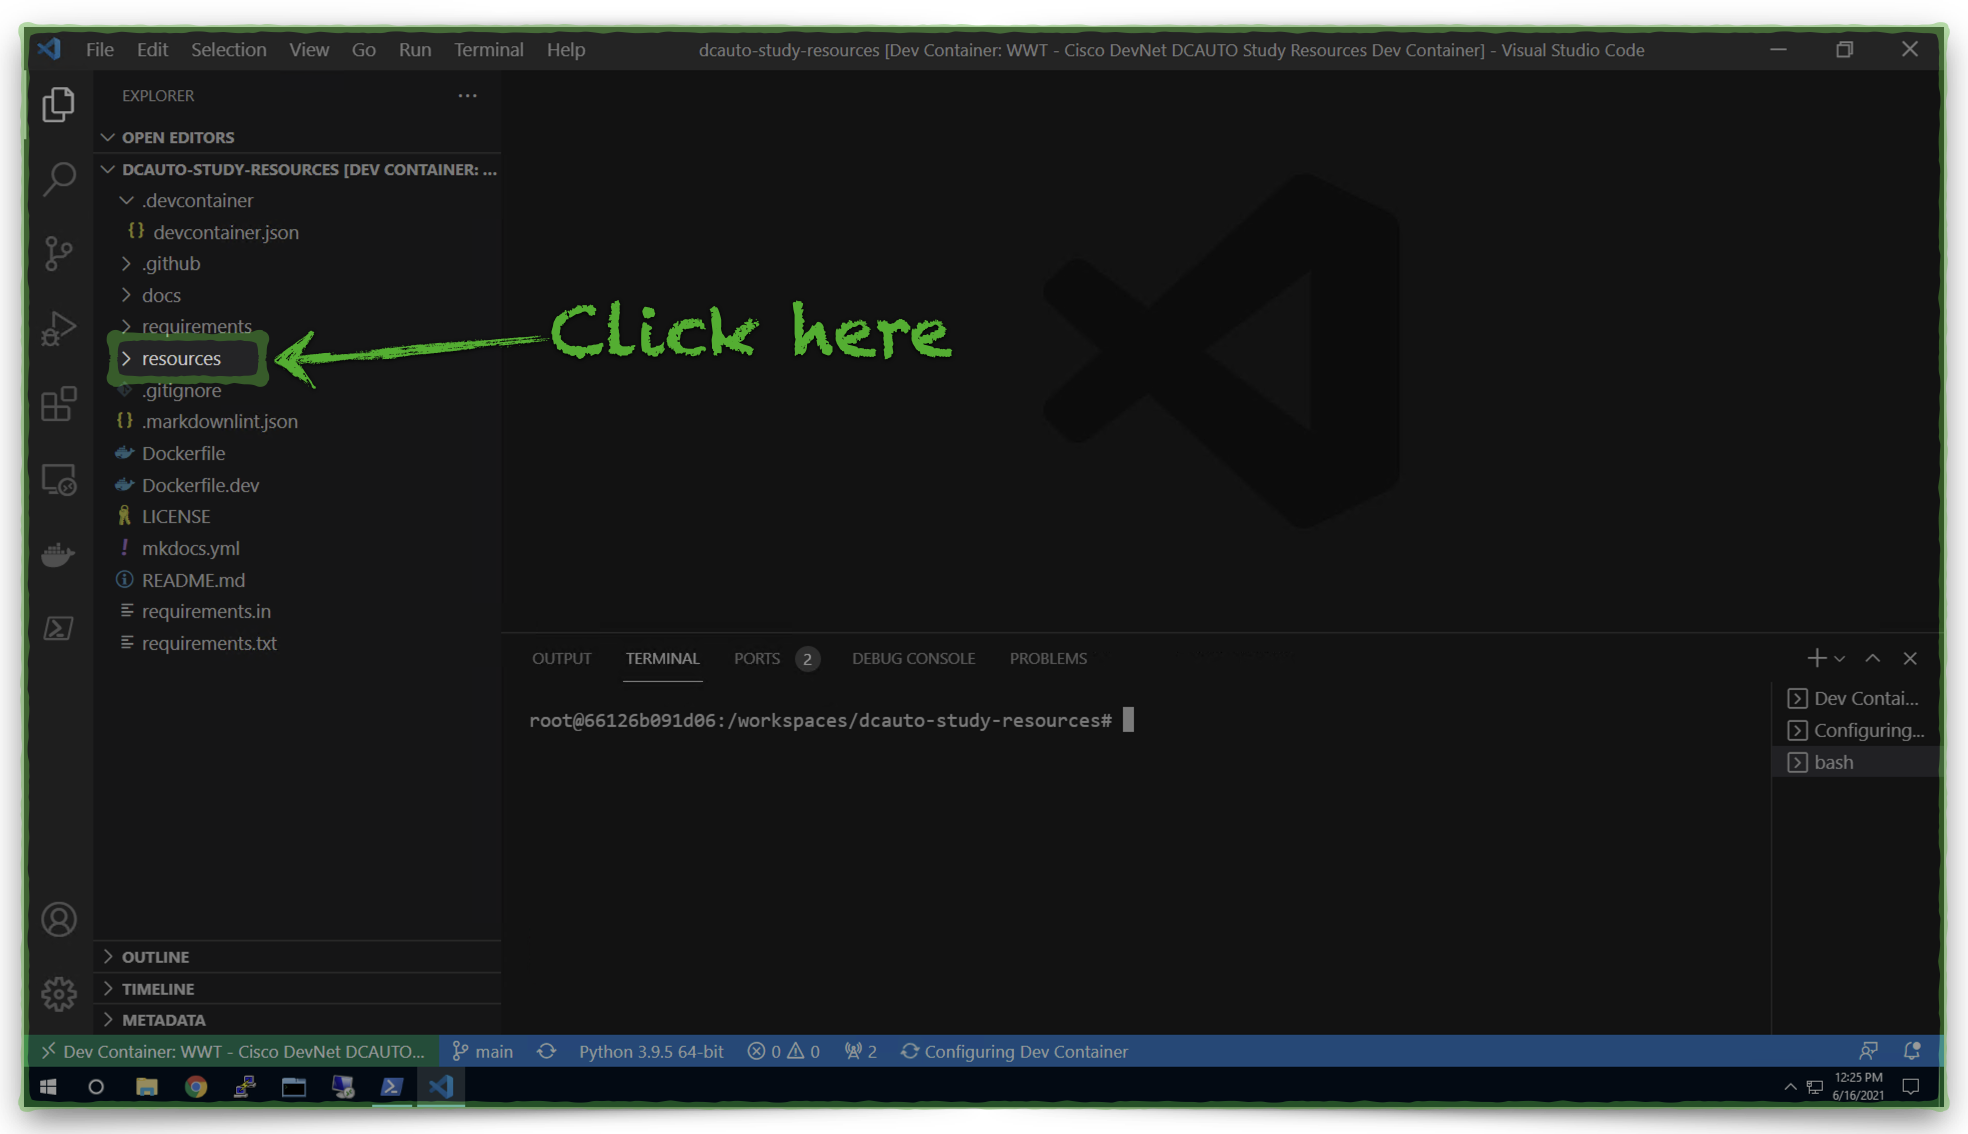 File Edit Selection View Go Run Terminal Help
dcauto-study-resources [Dev Container: WWT - Cisco DevNet DCAUTO Study Resources Dev Container] - Visual Studio Code
EXPLORER
OPEN EDITORS
DCAUTO-STUDY-RESOURCES [DEV CONTAINER: ...
.devcontainer
{} devcontainer.json
.github
docs
requirements
resources
Click here
.gitignore
{} .markdownlint.json
Dockerfile
Dockerfile.dev
LICENSE
! mkdocs.yml
README.md
requirements.in
requirements.txt
OUTPUT TERMINAL PORTS 2 DEBUG CONSOLE PROBLEMS
root@66126b091d06:/workspaces/dcauto-study-resources#
Dev Contai...
Configuring...
bash
OUTLINE
TIMELINE
METADATA
Dev Container: WWT - Cisco DevNet DCAUTO... main Python 3.9.5 64-bit 0 0 2 Configuring Dev Container
12:25 PM
6/16/2021